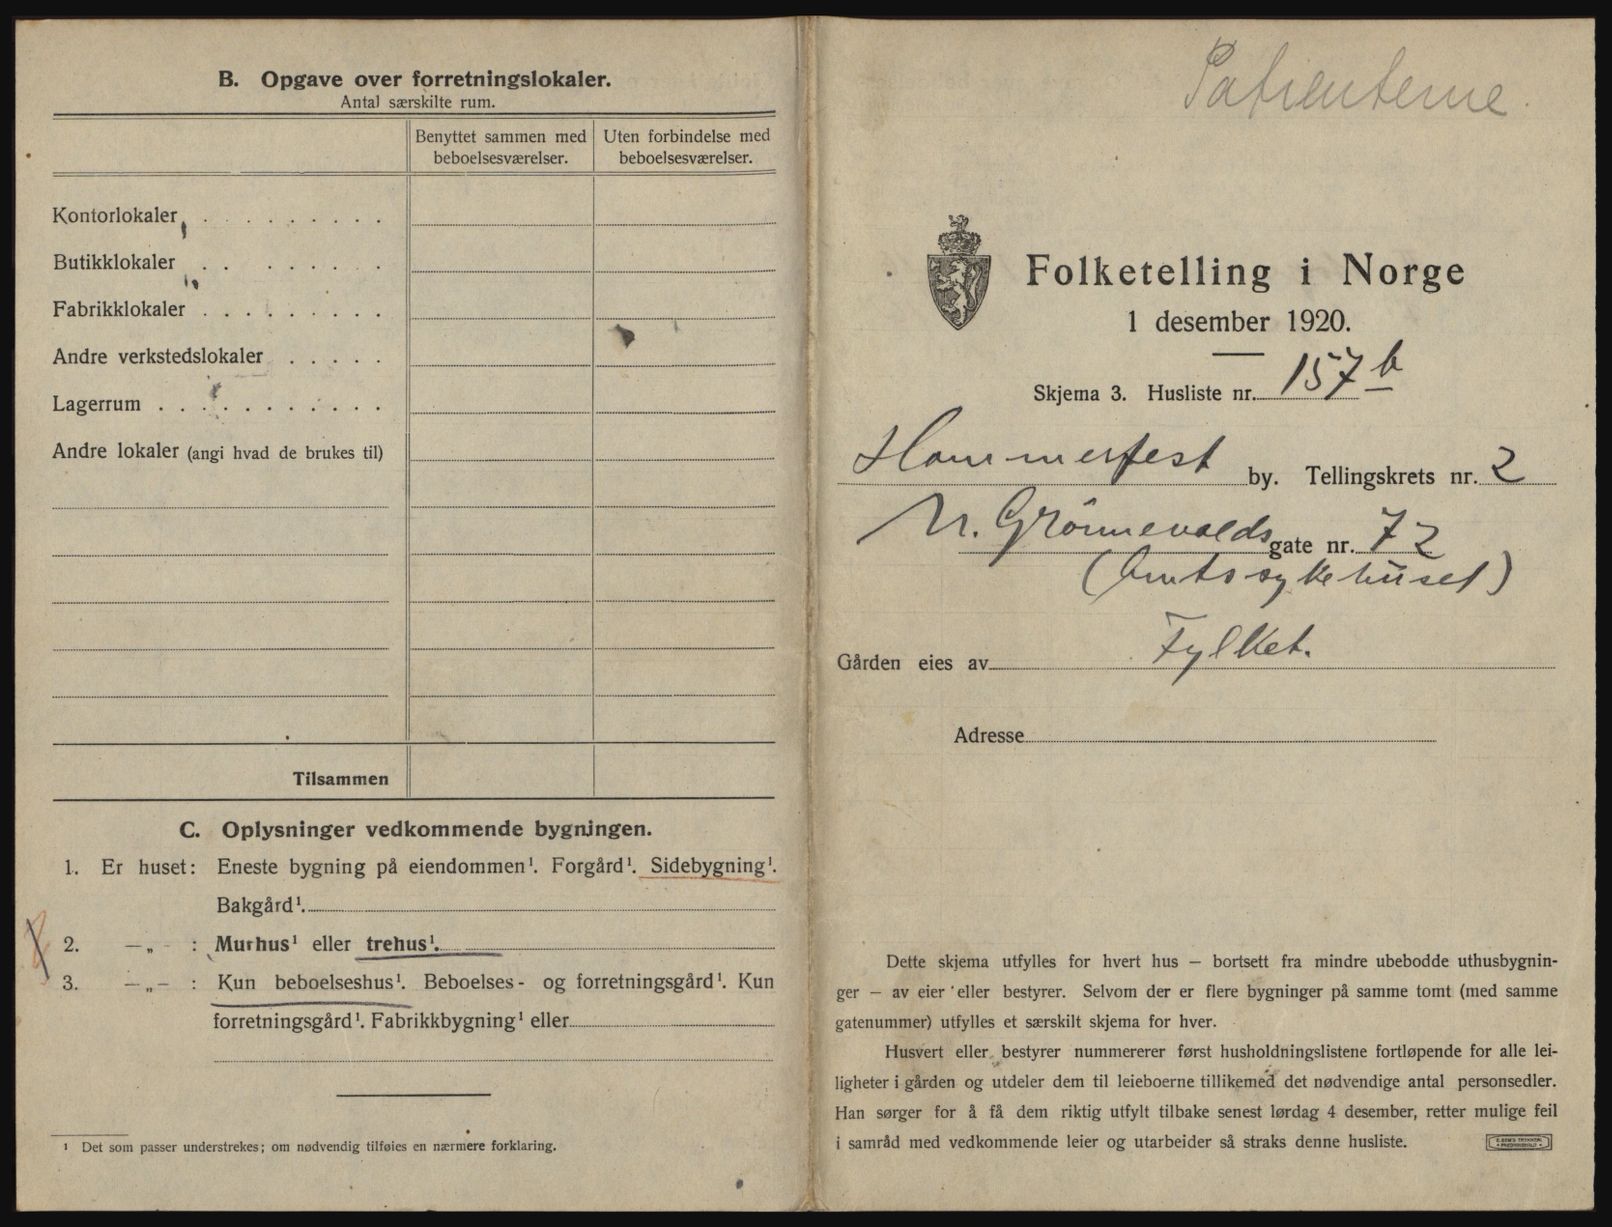 B. Opgave over forretningslokaler.
Antal særskilte rum.
Benyttet sammen med beboelsesværelser.
Uten forbindelse med beboelsesværelser.
Kontorlokaler
Butikklokaler
Fabrikklokaler
Andre verkstedslokaler
Lagerrum
Andre lokaler (angi hvad de brukes til)
Tilsammen
C. Oplysninger vedkommende bygningen.
1. Er huset: Eneste bygning på eiendommen¹. Forgård¹. Sidebygning¹.
Bakgård¹.
2. —„— : Murhus¹ eller trehus¹.
3. —„— : Kun beboelseshus¹. Beboelses- og forretningsgård¹. Kun
forretningsgård¹. Fabrikkbygning¹ eller
¹ Det som passer understrekes; om nødvendig tilføies en nærmere forklaring.
Patienterne.
Folketelling i Norge
1 desember 1920.
Skjema 3. Husliste nr. 157 b
Hammerfest by. Tellingskrets nr. 2
N. Grönnevolds gate nr. 72
(Amtssykehuset)
Gården eies av Fylket.
Adresse
Dette skjema utfylles for hvert hus — bortsett fra mindre ubebodde uthusbygnin-
ger — av eier eller bestyrer. Selvom der er flere bygninger på samme tomt (med samme
gatenummer) utfylles et særskilt skjema for hver.
Husvert eller bestyrer nummererer først husholdningslistene fortløpende for alle lei-
ligheter i gården og utdeler dem til leieboerne tillikemed det nødvendige antal personsedler.
Han sørger for å få dem riktig utfylt tilbake senest lørdag 4 desember, retter mulige feil
i samråd med vedkommende leier og utarbeider så straks denne husliste.